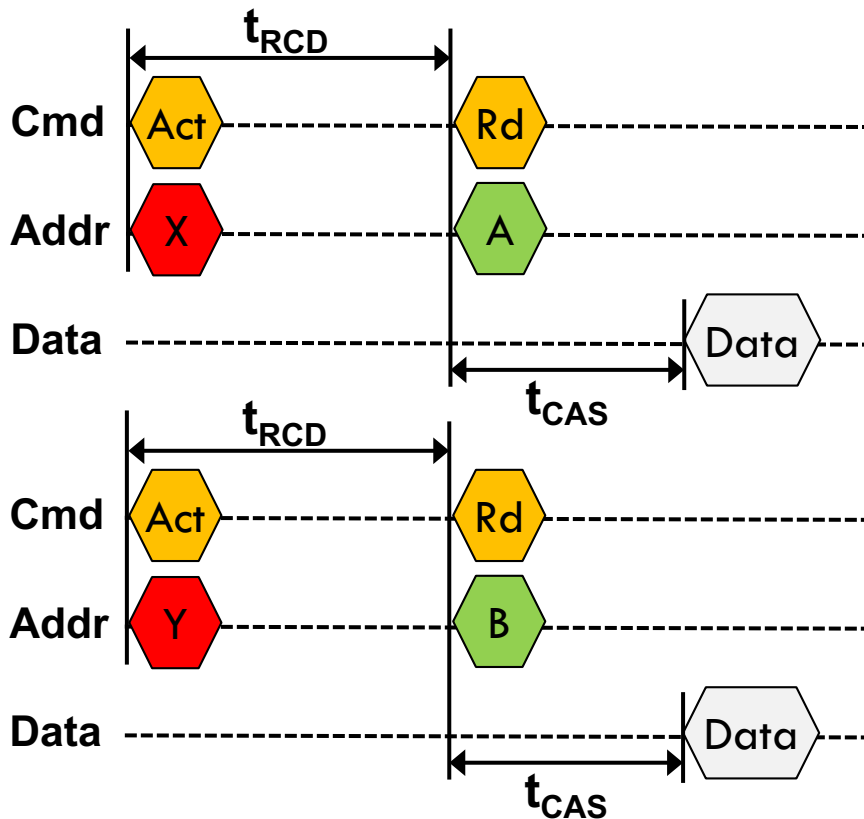 tRCD
Cmd Act Rd
Addr X A
Data Data
tCAS
tRCD
Cmd Act Rd
Addr Y B
Data Data
tCAS